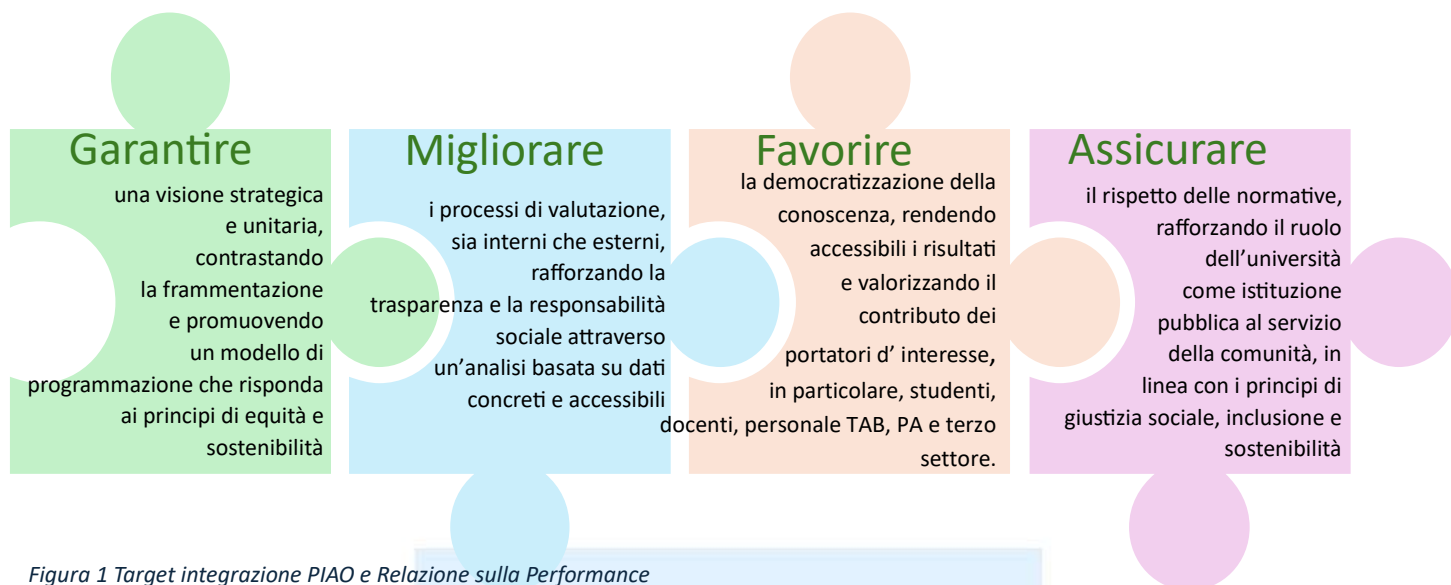 Garantire
una visione strategica
e unitaria,
contrastando
la frammentazione
e promuovendo
un modello di
programmazione che risponda
ai principi di equità e
sostenibilità
Migliorare
i processi di valutazione,
sia interni che esterni,
rafforzando la
trasparenza e la responsabilità
sociale attraverso
un'analisi basata su dati
concreti e accessibili
Favorire
la democratizzazione della
conoscenza, rendendo
accessibili i risultati
e valorizzando il
contributo dei
portatori d' interesse,
in particolare, studenti,
docenti, personale TAB, PA e terzo
settore.
Assicurare
il rispetto delle normative,
rafforzando il ruolo
dell'università
come istituzione
pubblica al servizio
della comunità, in
linea con i principi di
giustizia sociale, inclusione e
sostenibilità
Figura 1 Target integrazione PIAO e Relazione sulla Performance